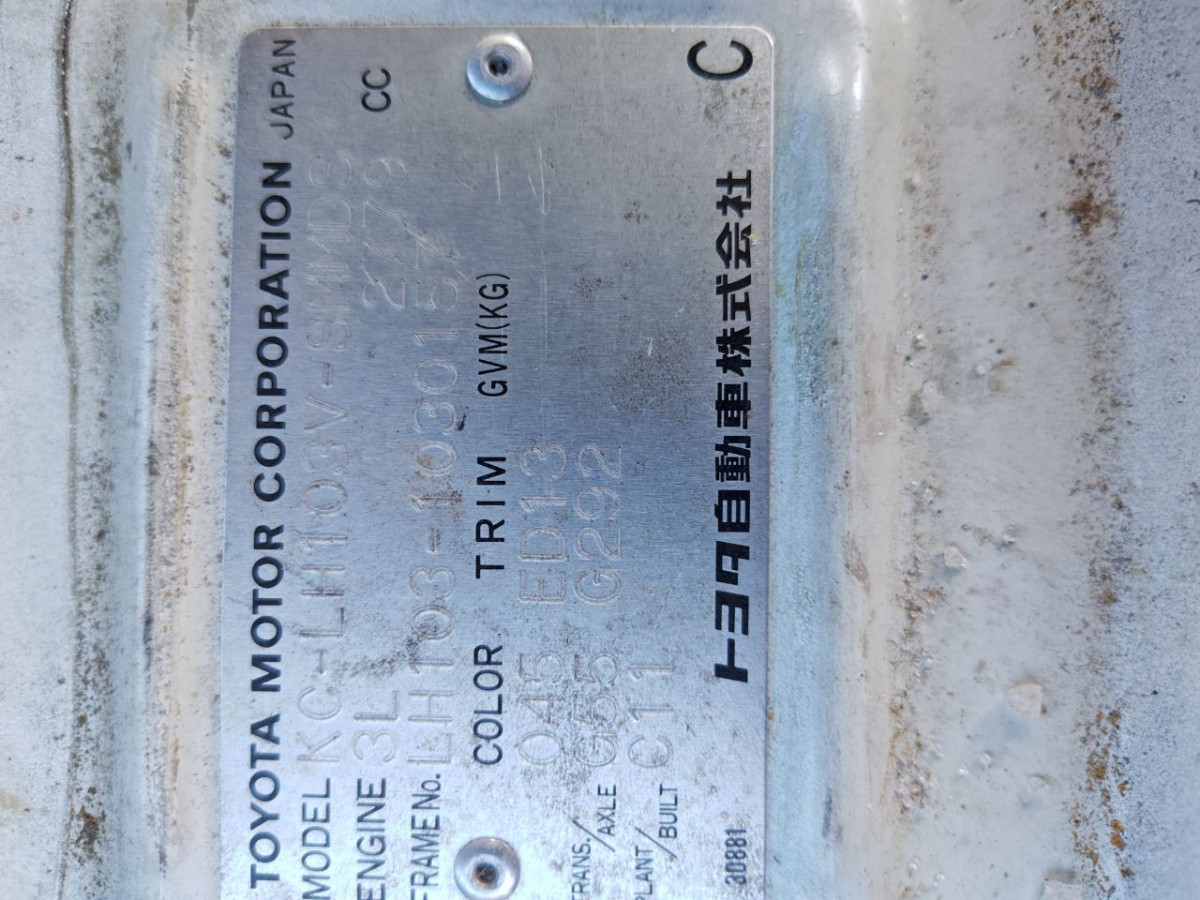 TOYOTA MOTOR CORPORATION JAPAN
MODEL KC-LH103V-SMMDS
ENGINE 3L 2779 CC
FRAME No. LH103-1030157
COLOR TRIM GVM(KG)
045 ED13
TRANS./AXLE G55 G292
PLANT/BUILT C11
トヨタ自動車株式会社 C
30881